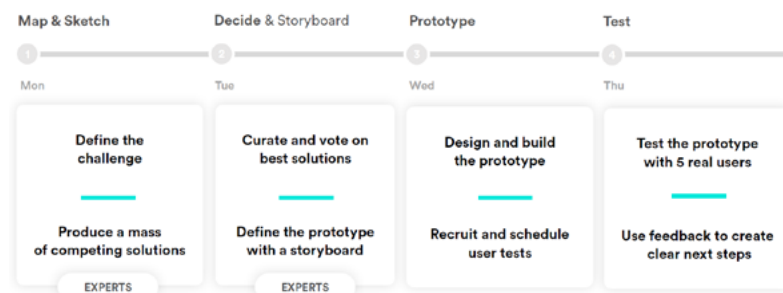 Map & Sketch
Decide & Storyboard
Prototype
Test
1
2
3
4
Mon
Tue
Wed
Thu
Define the
challenge
Produce a mass
of competing solutions
EXPERTS
Curate and vote on
best solutions
Define the prototype
with a storyboard
EXPERTS
Design and build
the prototype
Recruit and schedule
user tests
Test the prototype
with 5 real users
Use feedback to create
clear next steps